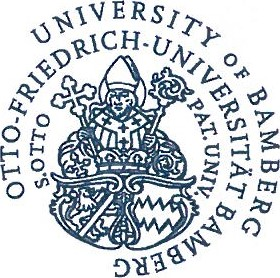 UNIVERSITY of BAMBERG
OTTO-FRIEDRICH-UNIVERSITÄT BAMBERG
S. OTTO
PAT. UNIV.